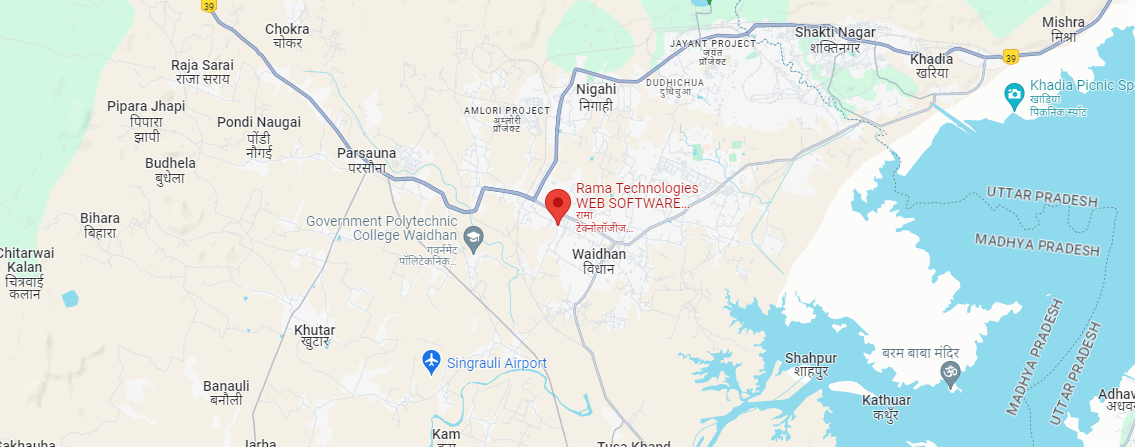 39
Chokra
चोकर
Mishra
मिश्रा
Shakti Nagar
शक्तिनगर
JAYANT PROJECT
जयंत
प्रोजेक्ट
39
Khadia
खरिया
Raja Sarai
राजा सराय
Nigahi
निगाही
DUDHICHUA
दुधिचुआ
Khadia Picnic Sp
खाड़िया
पिकनिक स्पॉट
Pipara Jhapi
पिपारा
झापी
AMLORI PROJECT
अम्लोरी
प्रोजेक्ट
Pondi Naugai
पोंड़ी
नौगई
Parsauna
परसौना
Budhela
बुधेला
Rama Technologies
WEB SOFTWARE...
रामा
टेक्नोलॉजीज...
UTTAR PRADESH
MADHYA PRADESH
Bihara
बिहारा
Government Polytechnic
College Waidhan
गवर्नमेंट
पॉलिटेकनिक...
Waidhan
विधान
Chitarwai
Kalan
चित्रवाई
कलान
Khutar
खुटार
Singrauli Airport
Shahpur
शाहपुर
बरम बाबा मंदिर
MADHYA PRADESH
UTTAR PRADESH
Banauli
बनौली
Kathuar
कथुँर
Adhav
अधव
Kam
Jarha
Tusa Khand
Sakhauha